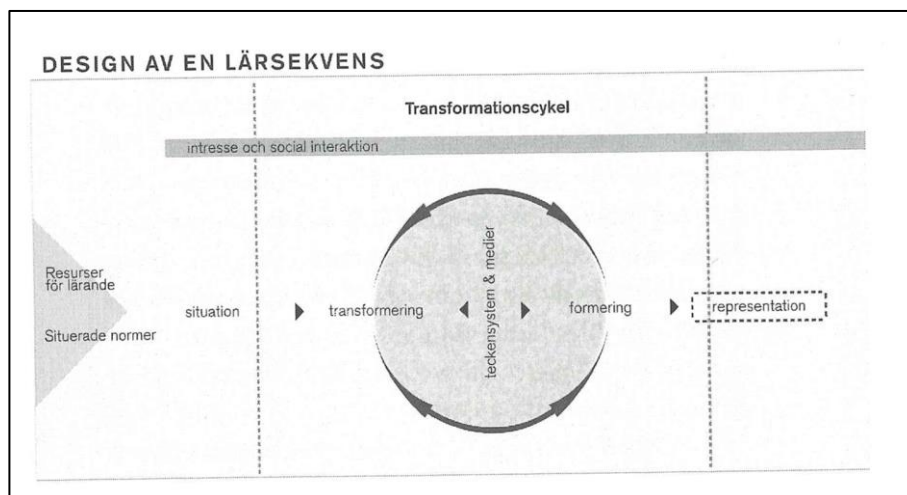 DESIGN AV EN LÄRSEKVENS
Transformationscykel
intresse och social interaktion
Resurser
för lärande
Situerade normer
situation
transformering
teckensystem & medier
formering
representation